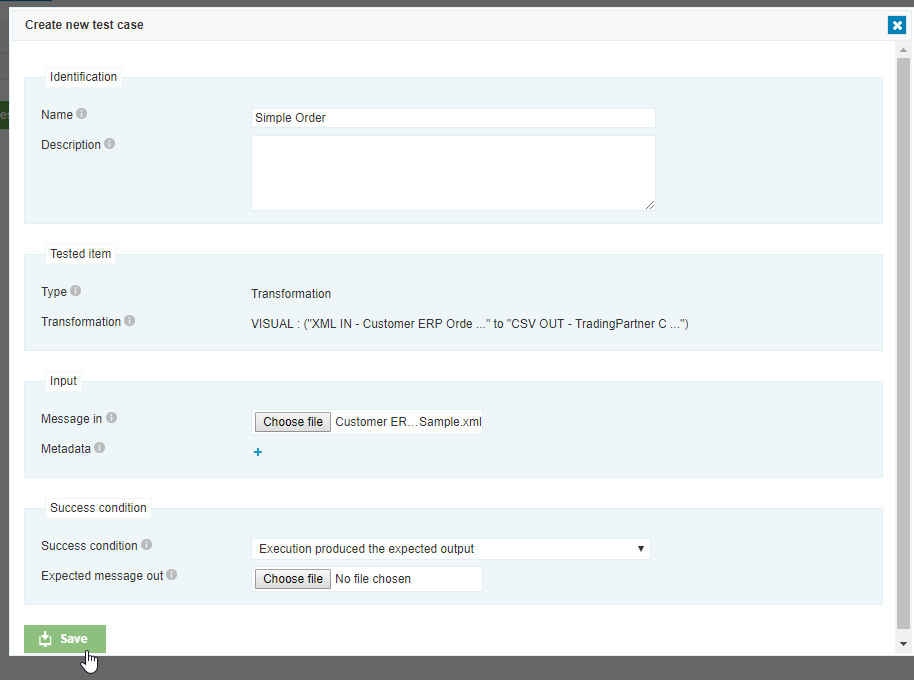 Create new test case
Identification
Name
Simple Order
Description
Tested item
Type
Transformation
Transformation
VISUAL : ("XML IN - Customer ERP Orde ..." to "CSV OUT - TradingPartner C ...")
Input
Message in
Choose file Customer ER...Sample.xml
Metadata
+
Success condition
Success condition
Execution produced the expected output
Expected message out
Choose file No file chosen
Save